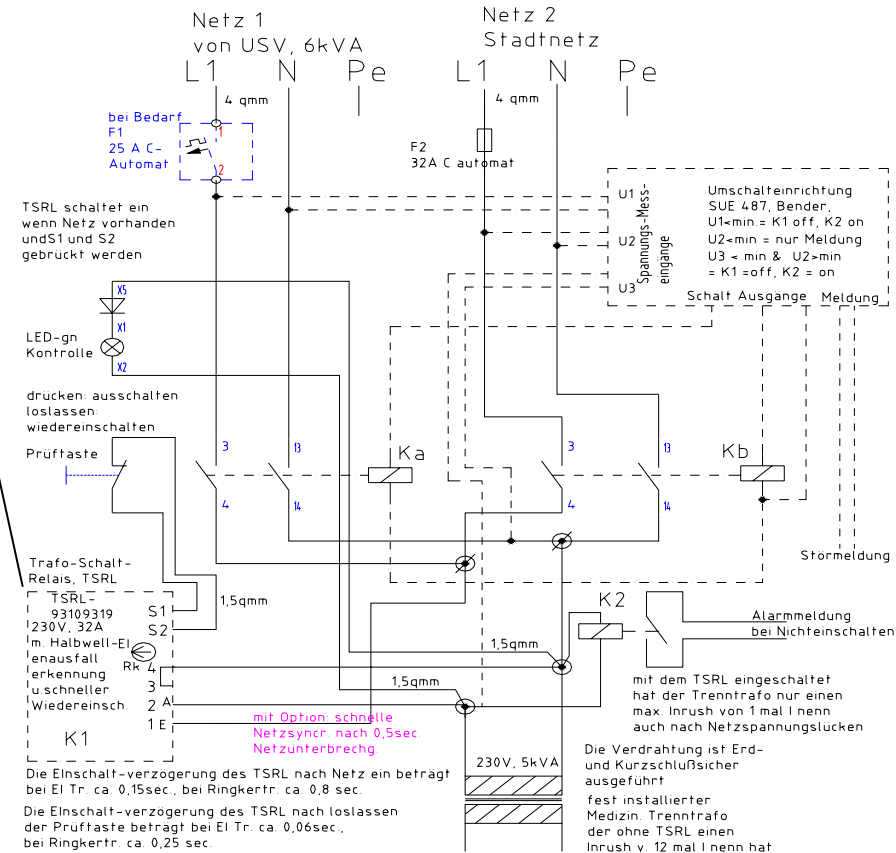 Netz 1
von USV, 6kVA
L1 N Pe
Netz 2
Stadtnetz
L1 N Pe
4 qmm
4 qmm
bei Bedarf
F1
25 A C-
Automat
1
2
F2
32A C automat
TSRL schaltet ein
wenn Netz vorhanden
undS1 und S2
gebrückt werden
U1
U2
U3
Spannungs-Mess-
eingänge
Umschalteinrichtung
SUE 487, Bender,
U1<min.= K1 off, K2 on
U2<min = nur Meldung
U3 < min & U2>min
= K1 =off, K2 = on
Schalt Ausgänge Meldung
X5
X1
X2
LED-gn
Kontrolle
drücken: ausschalten
loslassen:
wiedereinschalten
Prüftaste
3
13
4
14
Ka
3
13
4
14
Kb
Störmeldung
Trafo-Schalt-
Relais, TSRL
TSRL-
93109319
230V, 32A
m. Halbwell-
enausfall
erkennung
u.schneller
Wiedereinsch.
K1
S1
S2
El
Rk 4
3
2 A
1 E
1,5qmm
1,5qmm
1,5qmm
K2
Alarmmeldung
bei Nichteinschalten
mit dem TSRL eingeschaltet
hat der Trenntrafo nur einen
max. Inrush von 1 mal I nenn
auch nach Netzspannungslücken
mit Option: schnelle
Netzsyncr. nach 0,5sec.
Netzunterbrechg.
230V, 5kVA
Die Verdrahtung ist Erd-
und Kurzschlußsicher
ausgeführt
Die EInschalt-verzögerung des TSRL nach Netz ein beträgt
bei EI Tr. ca. 0,15sec., bei Ringkertr. ca. 0,8 sec.
Die EInschalt-verzögerung des TSRL nach loslassen
der Prüftaste beträgt bei EI Tr. ca. 0,06sec.,
bei Ringkertr. ca. 0,25 sec.
fest installierter
Medizin. Trenntrafo
der ohne TSRL einen
Inrush v. 12 mal I nenn hat